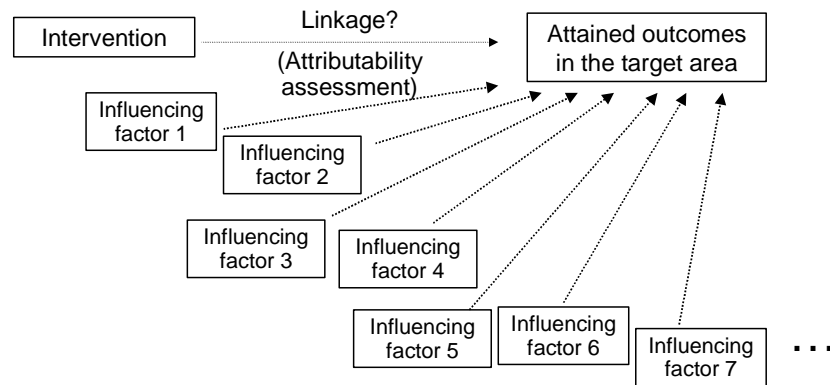 Intervention
Linkage?
(Attributability
assessment)
Attained outcomes
in the target area
Influencing
factor 1
Influencing
factor 2
Influencing
factor 3
Influencing
factor 4
Influencing
factor 5
Influencing
factor 6
Influencing
factor 7
...